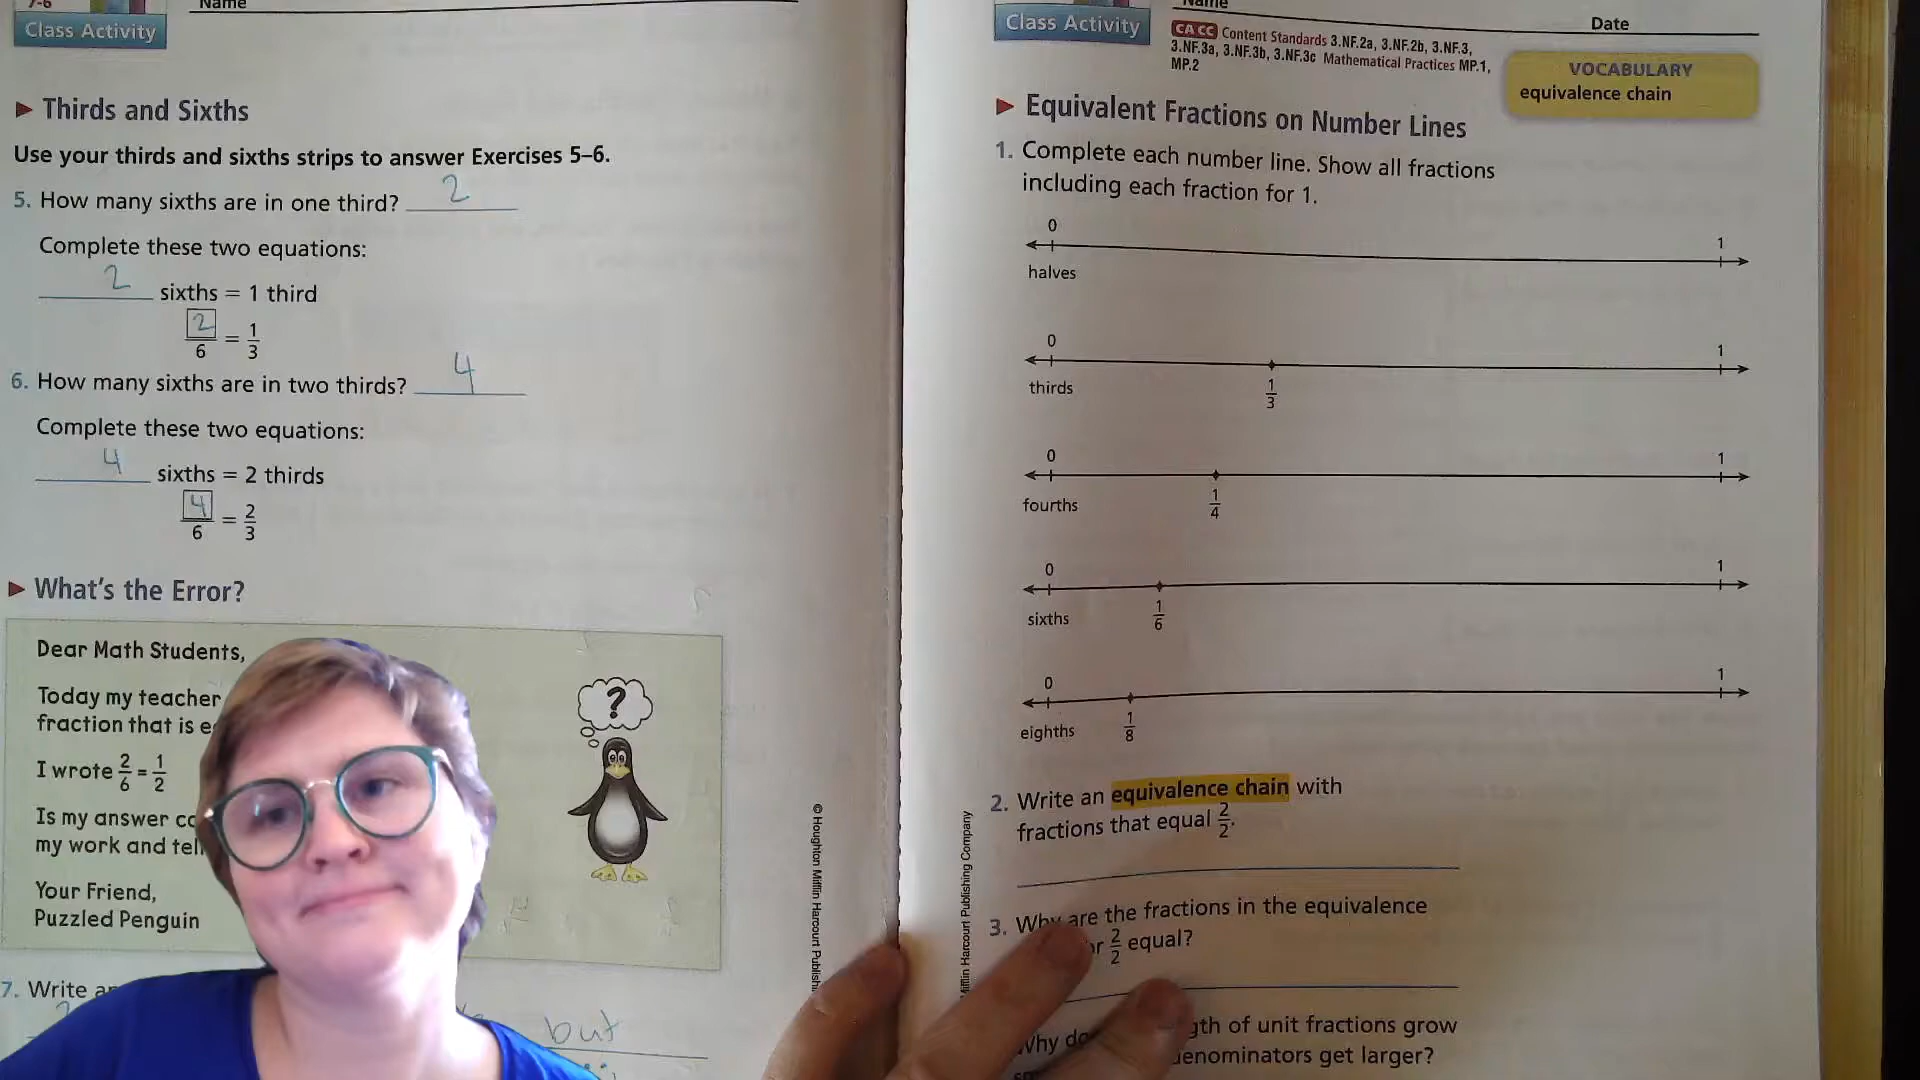 7-6
Class Activity
Name
Thirds and Sixths
Use your thirds and sixths strips to answer Exercises 5–6.
5. How many sixths are in one third? 2
Complete these two equations:
2 sixths = 1 third
2/6 = 1/3
6. How many sixths are in two thirds? 4
Complete these two equations:
4 sixths = 2 thirds
4/6 = 2/3
What's the Error?
Dear Math Students,
Today my teacher
fraction that is
I wrote 2/6 = 1/2
Is my answer
my work and
Your Friend,
Puzzled Penguin
?
7. Write
but
© Houghton Mifflin Harcourt
Class Activity
Name
Date
CA CC Content Standards 3.NF.2a, 3.NF.2b, 3.NF.3,
3.NF.3a, 3.NF.3b, 3.NF.3c Mathematical Practices MP.1,
MP.2
VOCABULARY
equivalence chain
Equivalent Fractions on Number Lines
1. Complete each number line. Show all fractions
including each fraction for 1.
0 1
halves
0 1
thirds 1/3
0 1
fourths 1/4
0 1
sixths 1/6
0 1
eighths 1/8
2. Write an equivalence chain with
fractions that equal 2/2.
3. Why are the fractions in the equivalence
2/2 equal?
Why
of unit fractions grow
denominators get larger?
Mifflin Harcourt Publishing Company